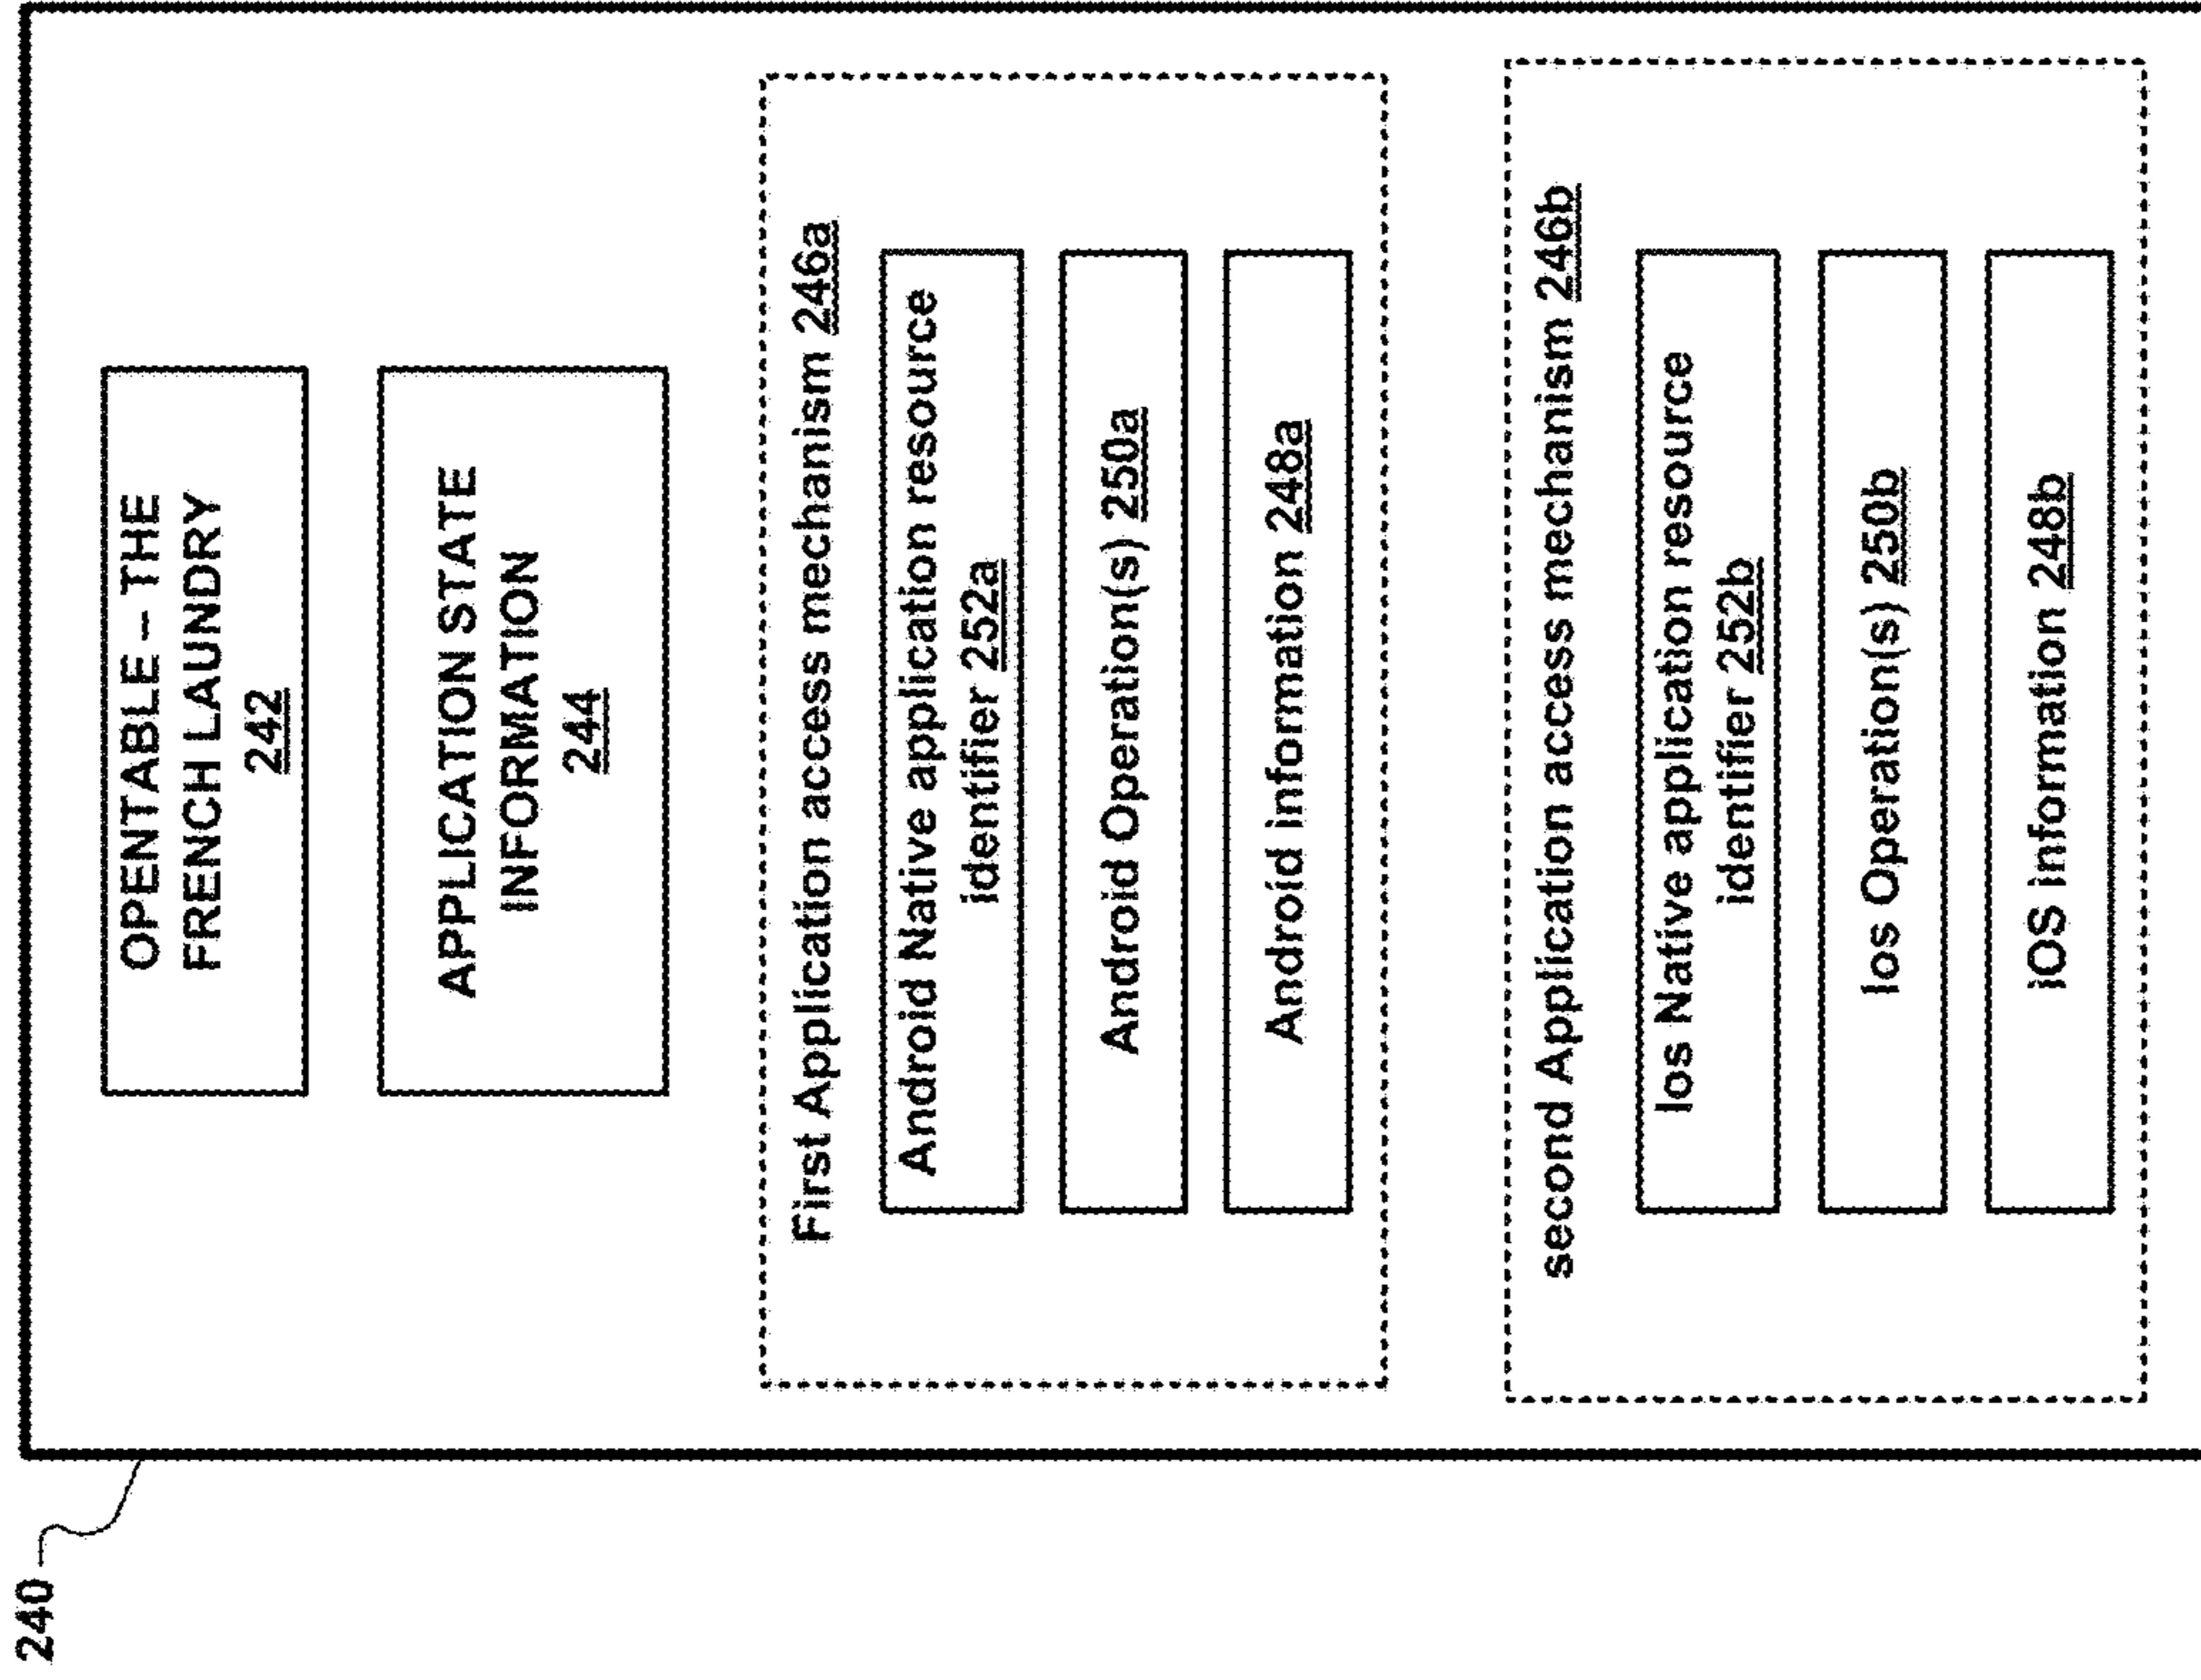 240
OPENTABLE – THE
FRENCH LAUNDRY
242
APPLICATION STATE
INFORMATION
244
First Application access mechanism 246a
Android Native application resource
identifier 252a
Android Operation(s) 250a
Android information 248a
second Application access mechanism 246b
Ios Native application resource
identifier 252b
Ios Operation(s) 250b
iOS information 248b